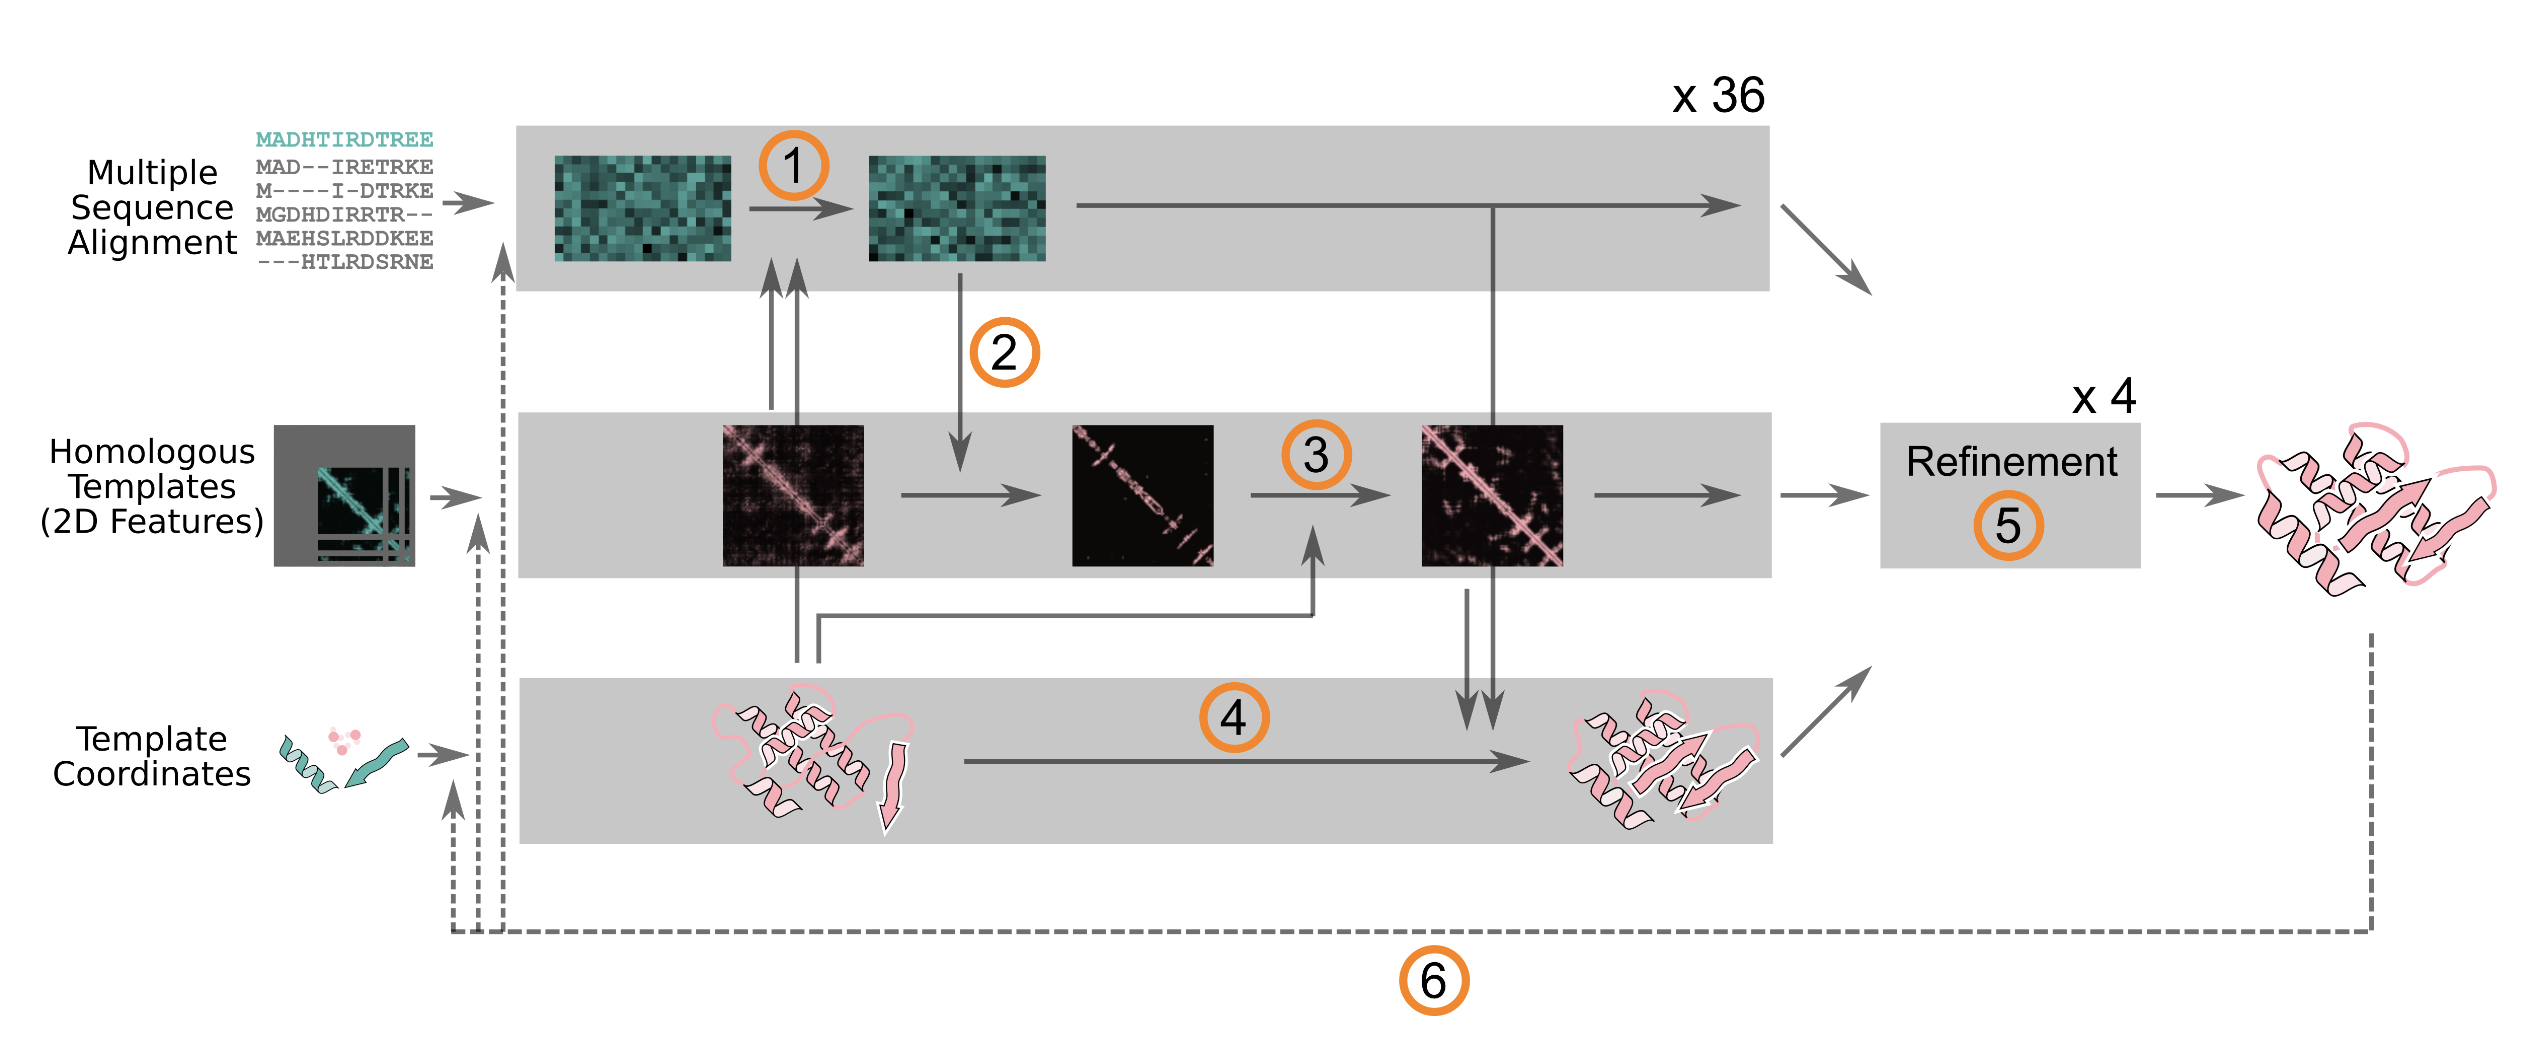 x 36
Multiple
Sequence
Alignment
MADHTIRDTREE
MAD--IRETRKE
M----I-DTRKE
MGDHDIRRTR--
MAEHSLRDDKEE
---HTLRDSRNE
1
2
x 4
Homologous
Templates
(2D Features)
3
Refinement
5
Template
Coordinates
4
6